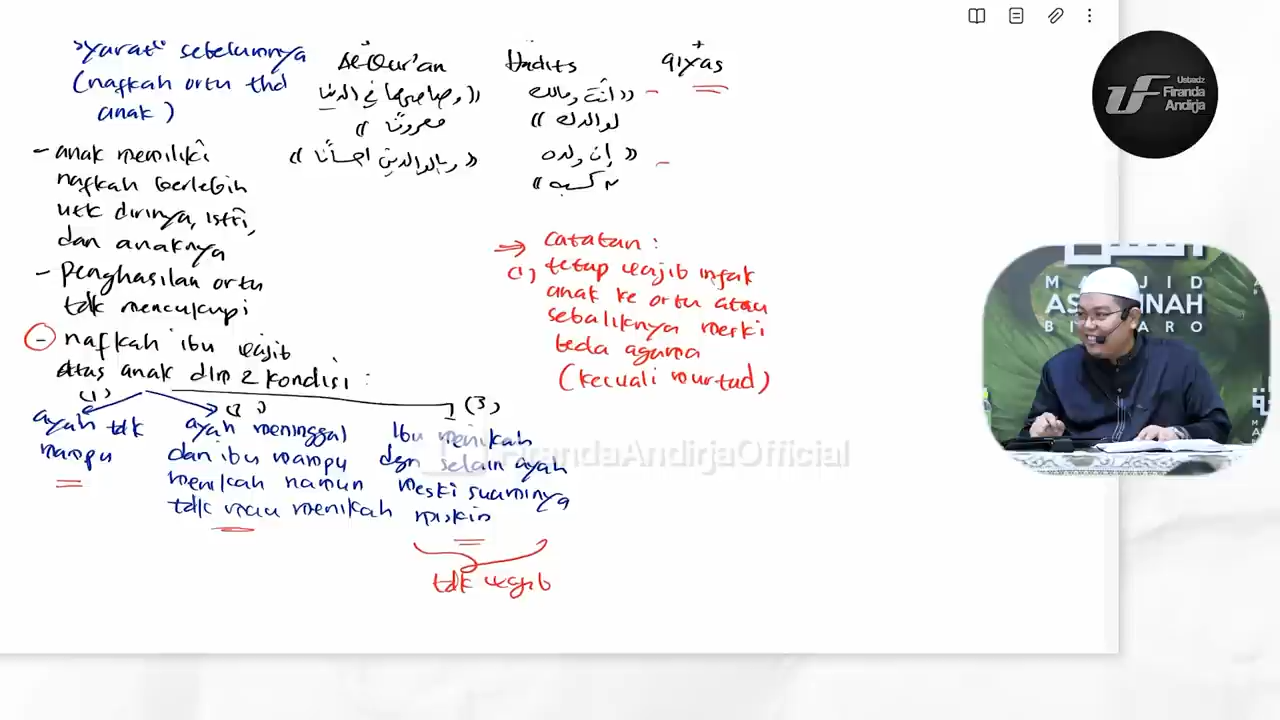 syarat² sebelumnya
(nafkah ortu thd
anak)
- anak memiliki
nafkah berlebih
utk dirinya, istri,
dan anaknya
- penghasilan ortu
tdk mencukupi
- nafkah ibu wajib
atas anak dlm 2 kondisi :
(1)
ayah tdk
mampu
(2)
ayah meninggal
dan ibu mampu
menikah namun
tdk mau menikah
(3)
ibu menikah
dgn selain ayah
meski suaminya
miskin
tdk wajib
Al-Qur'an
« وصاحبهما في الدنيا
معروفا »
« وبالوالدين احسانا »
Hadits
« أنت ومالك
لوالدك »
« إن ولده
من كسبه »
qiyas
⇒ catatan :
(1) tetap wajib infak
anak ke ortu atau
sebaliknya meski
beda agama
(kecuali murtad)
FirandaAndirjaOfficial
Ustadz
Firanda
Andirja
MASJID
BINTARO